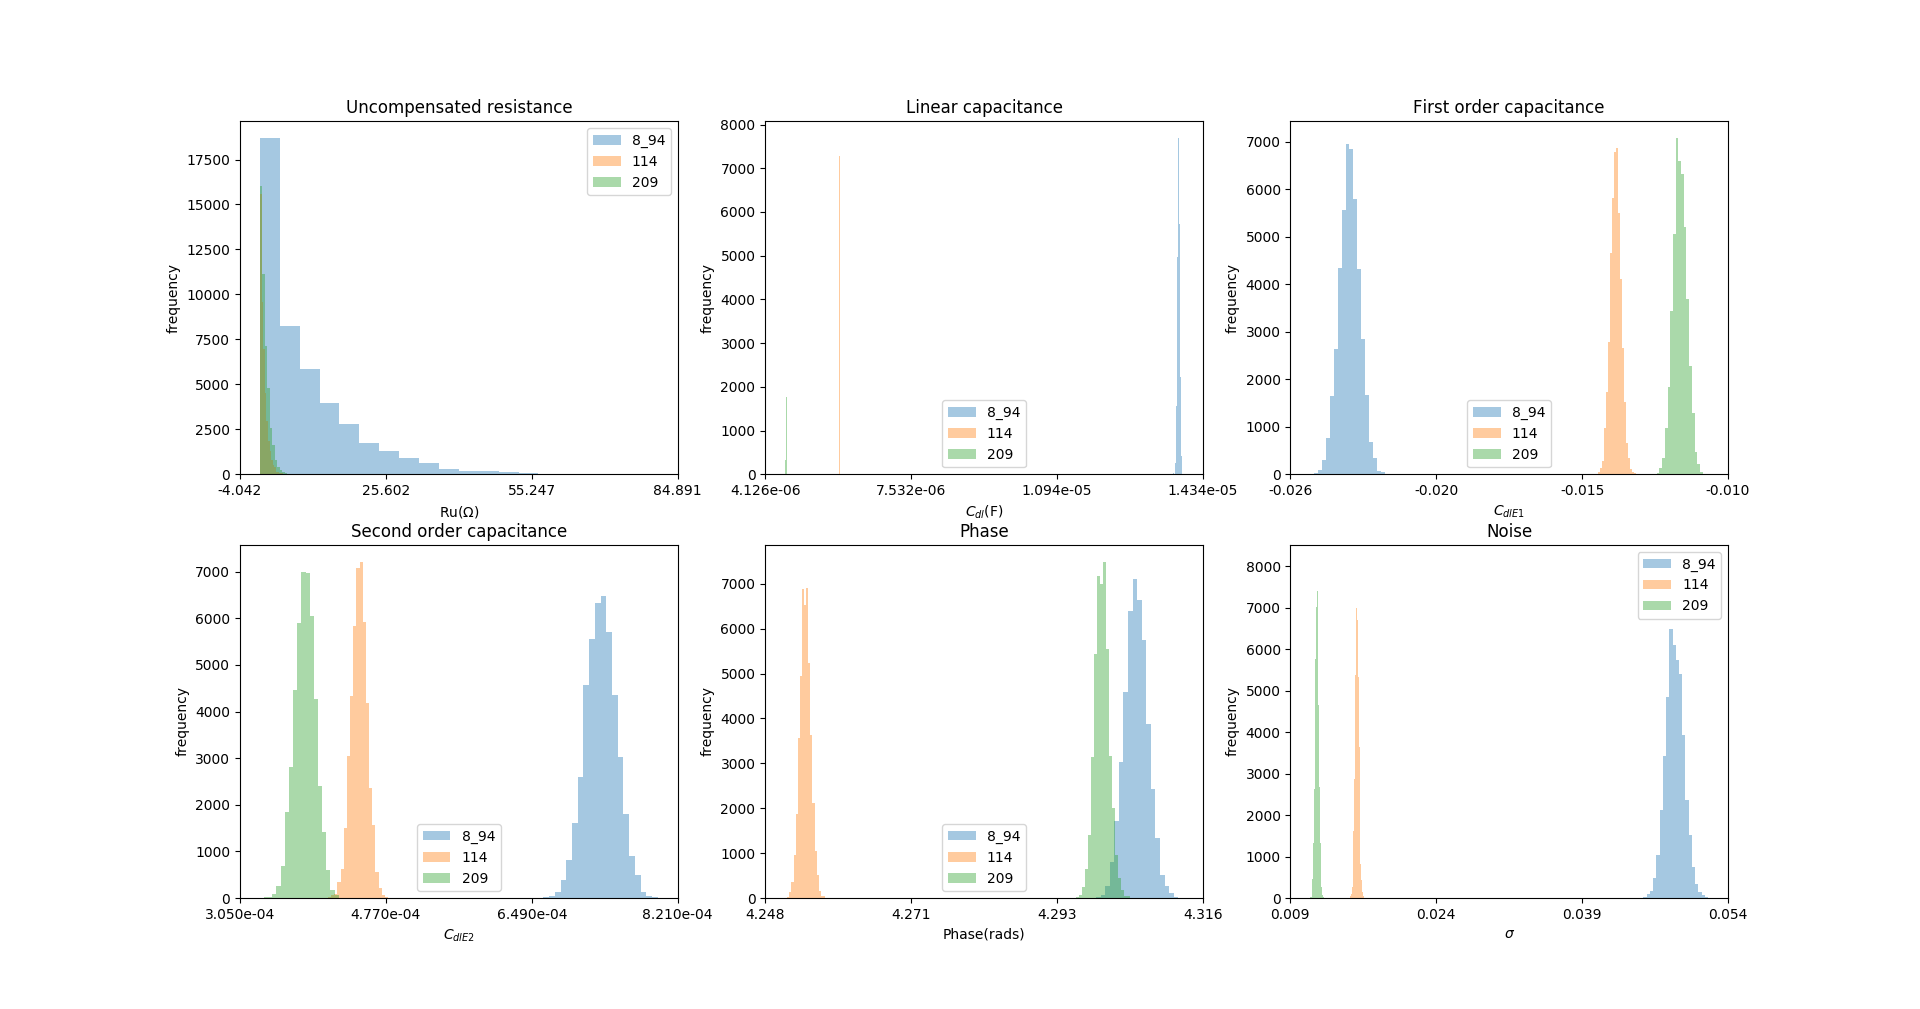 Uncompensated resistance
frequency
17500
15000
12500
10000
7500
5000
2500
0
-4.042 25.602 55.247 84.891
Ru(Ω)
8_94
114
209
Linear capacitance
frequency
8000
7000
6000
5000
4000
3000
2000
1000
0
4.126e-06 7.532e-06 1.094e-05 1.434e-05
C_{dl}(F)
8_94
114
209
First order capacitance
frequency
7000
6000
5000
4000
3000
2000
1000
0
-0.026 -0.020 -0.015 -0.010
C_{dlE1}
8_94
114
209
Second order capacitance
frequency
7000
6000
5000
4000
3000
2000
1000
0
3.050e-04 4.770e-04 6.490e-04 8.210e-04
C_{dlE2}
8_94
114
209
Phase
frequency
7000
6000
5000
4000
3000
2000
1000
0
4.248 4.271 4.293 4.316
Phase(rads)
8_94
114
209
Noise
frequency
8000
7000
6000
5000
4000
3000
2000
1000
0
0.009 0.024 0.039 0.054
σ
8_94
114
209